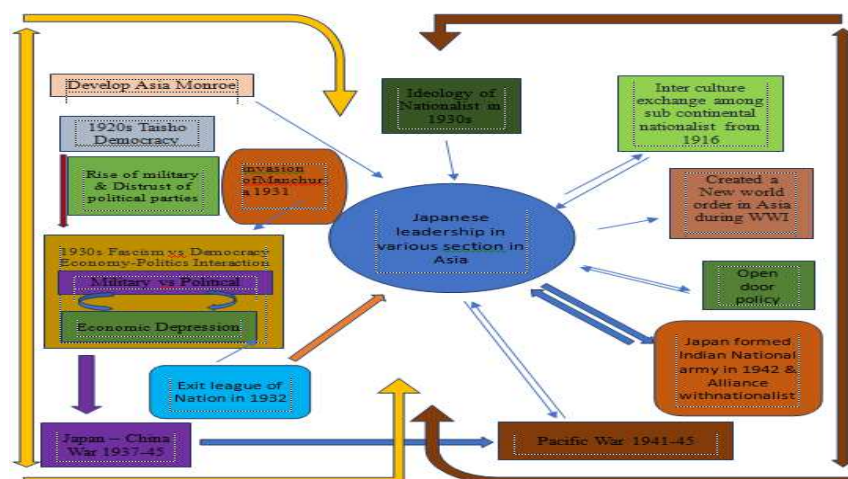 Develop Asia Monroe
1920s Taisho
Democracy
Rise of military
& Distrust of
political parties
invasion
ofManchur
a 1931
Ideology of
Nationalist in
1930s
Inter culture
exchange among
sub continental
nationalist from
1916
Created a
New world
order in Asia
during WWI
Japanese
leadership in
various section in
Asia
1930s Fascism vs Democracy
Economy-Politics Interaction
Military vs Political
Economic Depression
Open
door
policy
Exit league of
Nation in 1932
Japan formed
Indian National
army in 1942 &
Alliance
withnationalist
Japan – China
War 1937-45
Pacific War 1941-45